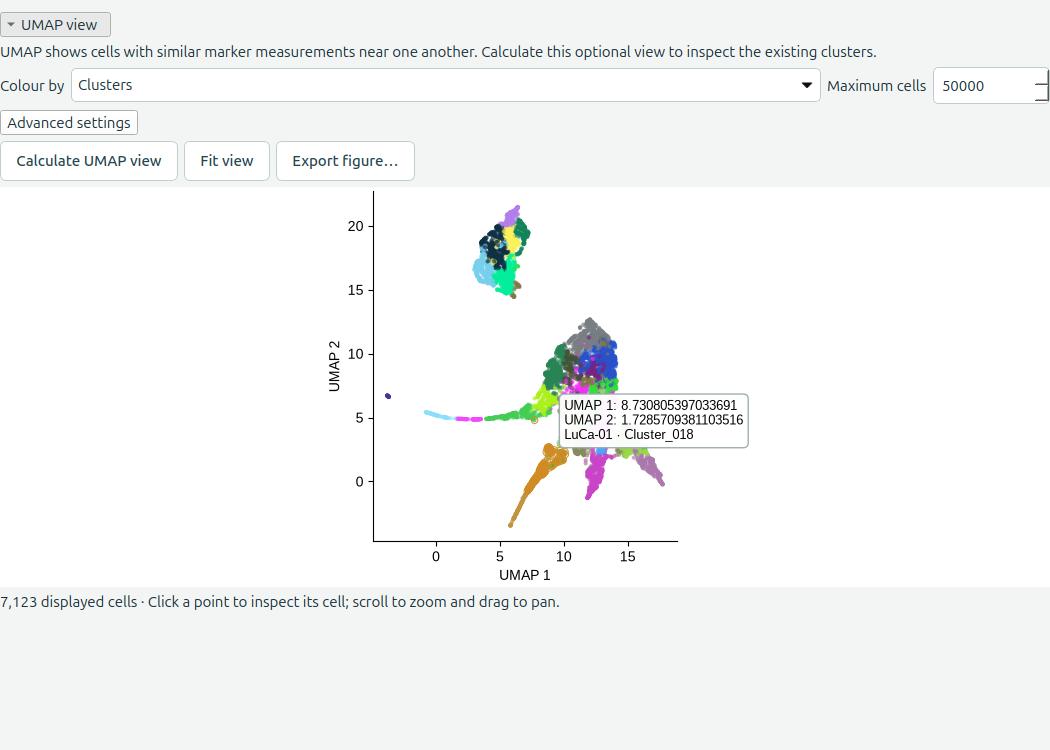 UMAP view
UMAP shows cells with similar marker measurements near one another. Calculate this optional view to inspect the existing clusters.
Colour by Clusters Maximum cells 50000
Advanced settings
Calculate UMAP view Fit view Export figure…
20
15
10
5
0
UMAP 2
UMAP 1: 8.730805397033691
UMAP 2: 1.7285709381103516
LuCa-01 · Cluster_018
0 5 10 15
UMAP 1
7,123 displayed cells · Click a point to inspect its cell; scroll to zoom and drag to pan.